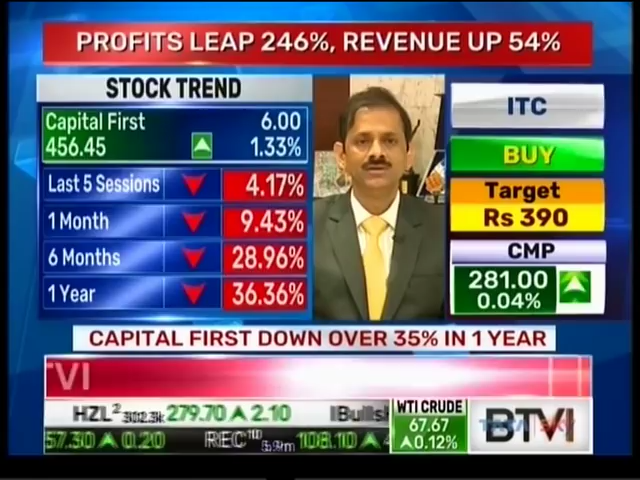 PROFITS LEAP 246%, REVENUE UP 54%
STOCK TREND
Capital First 6.00
456.45 1.33%
Last 5 Sessions 4.17%
1 Month 9.43%
6 Months 28.96%
1 Year 36.36%
ITC
BUY
Target
Rs 390
CMP
281.00
0.04%
CAPITAL FIRST DOWN OVER 35% IN 1 YEAR
TVI
HZL² 279.70 ▲ 2.10
57.30 ▲ 0.20 REC 108.10 ▲
WTI CRUDE
67.67
▲0.12%
BTVI
TATA SKY